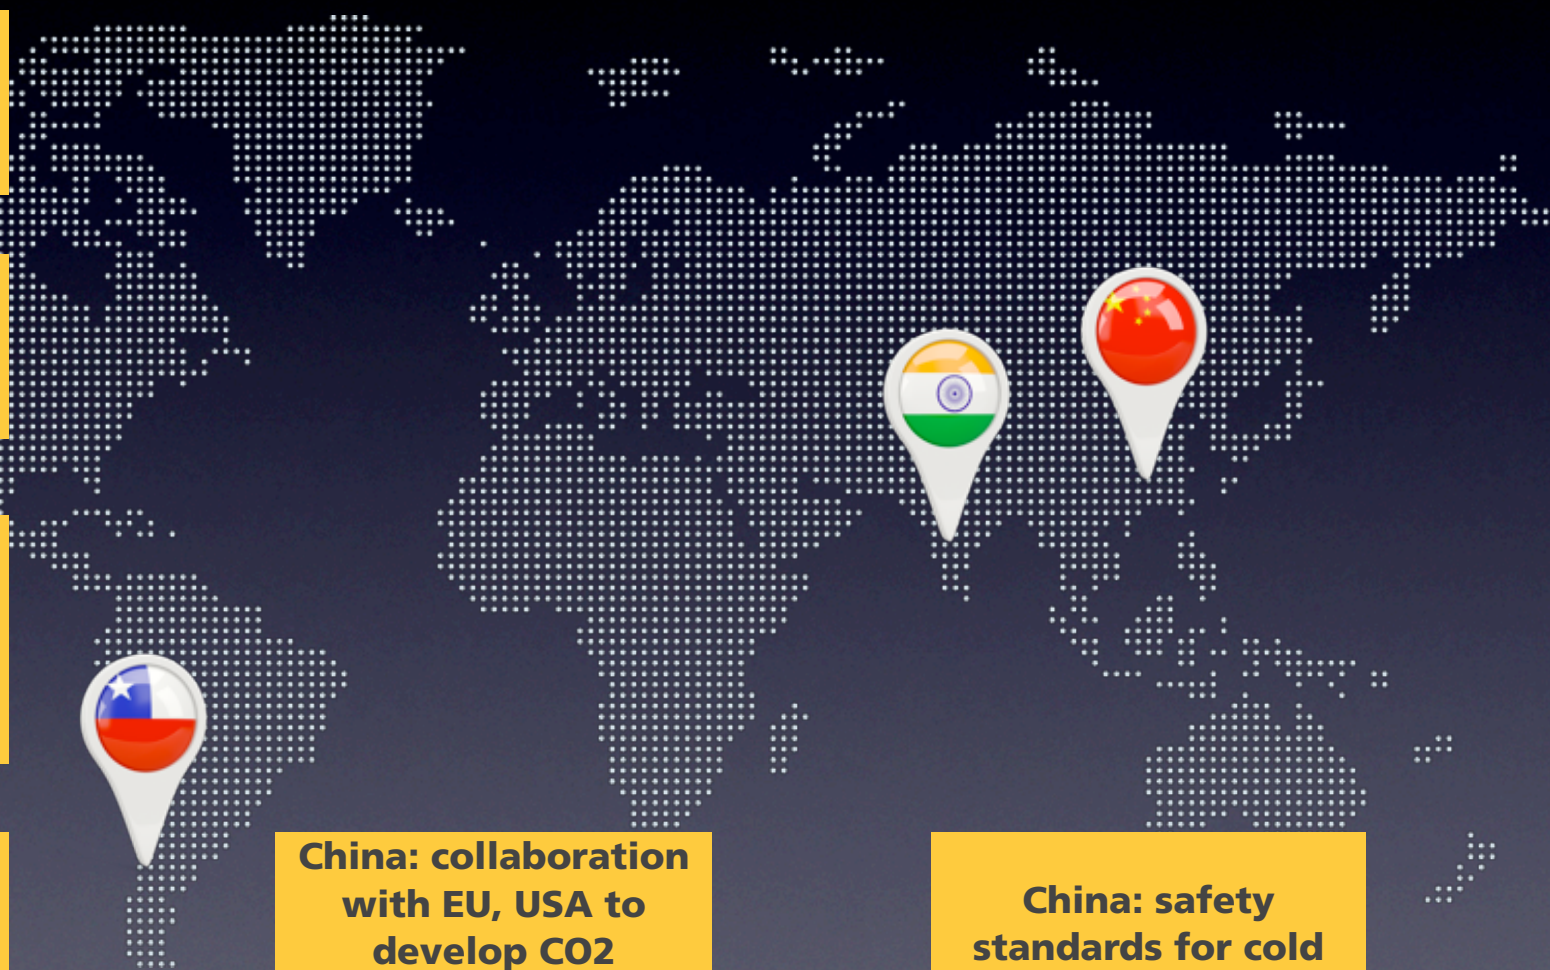 China: collaboration
with EU, USA to
develop CO2
China: safety
standards for cold